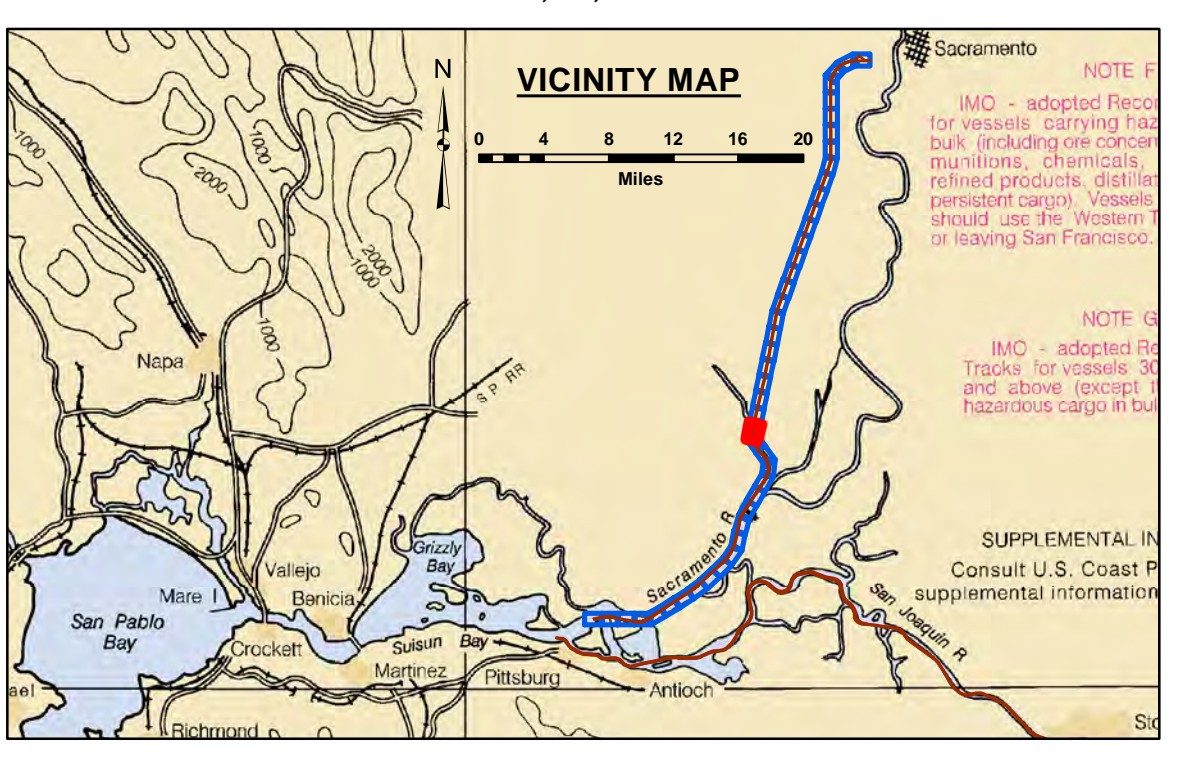 VICINITY MAP
N
0 4 8 12 16 20
Miles
Sacramento
NOTE F
IMO - adopted Recor
for vessels carrying haz
bulk (including ore concen
munitions, chemicals,
refined products, distillat
persistent cargo). Vessels
should use the Western T
or leaving San Francisco.
NOTE G
IMO - adopted Re
Tracks for vessels 30
and above (except t
hazardous cargo in bul
1000
1000
2000
2000
1000
1000
Napa
S P RR
Grizzly
Bay
Sacramento R
SUPPLEMENTAL IN
Consult U.S. Coast P
supplemental information
Vallejo
Mare I
Benicia
San Pablo
Bay
Crockett
Suisun Bay
Martinez
Pittsburg
Antioch
San Joaquin R
ael
Richmond
Sto